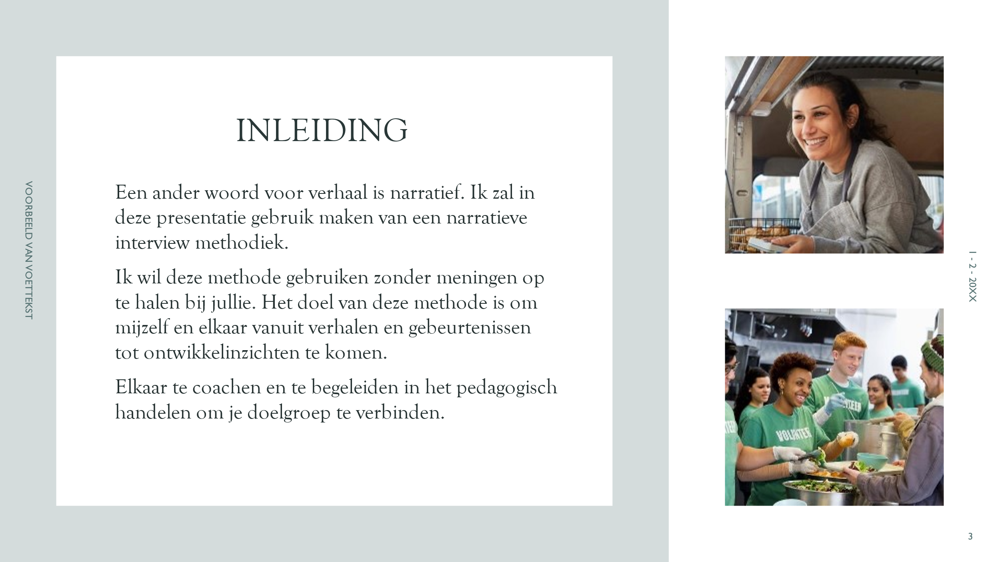 VOORBEELD VAN VOETTEKST
INLEIDING
Een ander woord voor verhaal is narratief. Ik zal in
deze presentatie gebruik maken van een narratieve
interview methodiek.
Ik wil deze methode gebruiken zonder meningen op
te halen bij jullie. Het doel van deze methode is om
mijzelf en elkaar vanuit verhalen en gebeurtenissen
tot ontwikkelinzichten te komen.
Elkaar te coachen en te begeleiden in het pedagogisch
handelen om je doelgroep te verbinden.
1 - 2 - 20XX
3